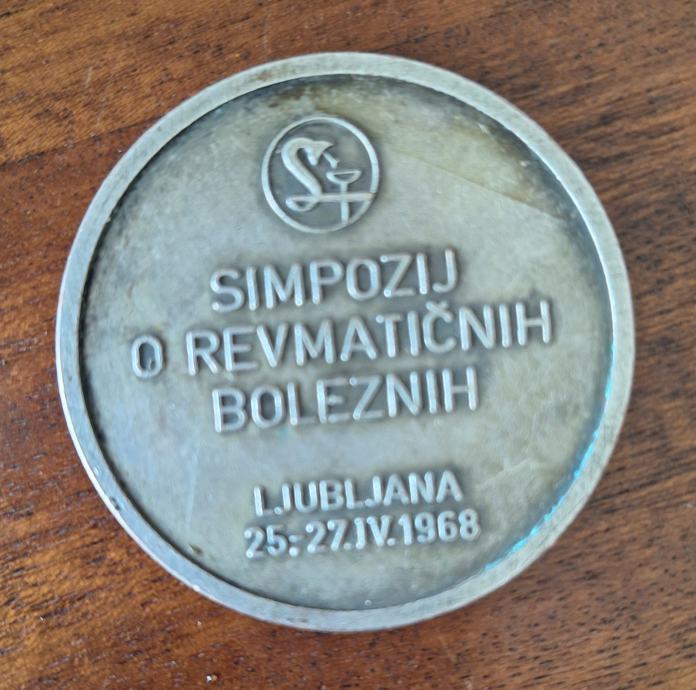 SIMPOZIJ
O REVMATIČNIH
BOLEZNIH
LJUBLJANA
25.-27.IV.1968